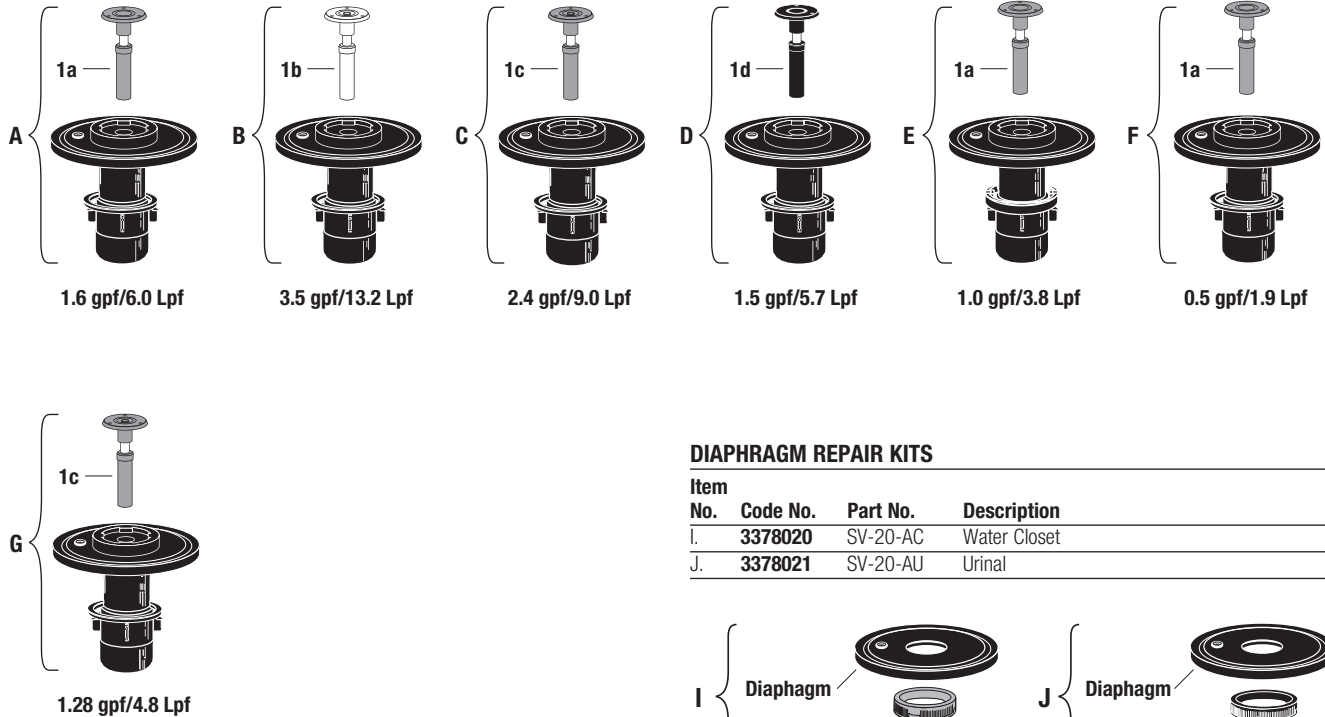 1a
1b
1c
1d
1a
1a
A
B
C
D
E
F
1.6 gpf/6.0 Lpf
3.5 gpf/13.2 Lpf
2.4 gpf/9.0 Lpf
1.5 gpf/5.7 Lpf
1.0 gpf/3.8 Lpf
0.5 gpf/1.9 Lpf
1c
G
1.28 gpf/4.8 Lpf
DIAPHRAGM REPAIR KITS
Item
No. Code No. Part No. Description
I. 3378020 SV-20-AC Water Closet
J. 3378021 SV-20-AU Urinal
I
Diaphagm
J
Diaphagm